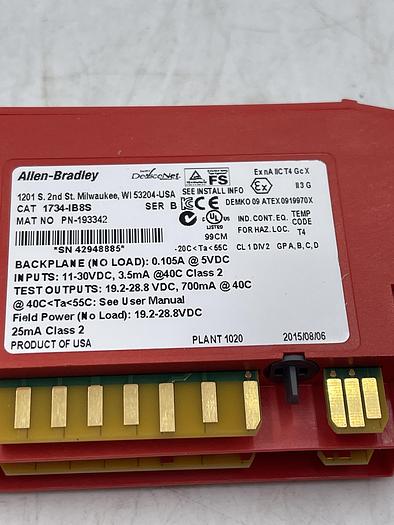 Allen-Bradley
DeviceNet
FS
SEE INSTALL INFO
Ex nA IIC T4 Gc X
II 3 G
DEMKO 09 ATEX 0919970X
1201 S. 2nd St. Milwaukee, WI 53204-USA
CAT 1734-IB8S SER B
MAT NO PN-193342
C UL US
LISTED
99CM
IND. CONT. EQ.
FOR HAZ. LOC.
TEMP
CODE
T4
*SN 42948885*
-20C<Ta<55C CL 1 DIV2 GP A, B, C, D
BACKPLANE (NO LOAD): 0.105A @ 5VDC
INPUTS: 11-30VDC, 3.5mA @40C Class 2
TEST OUTPUTS: 19.2-28.8 VDC, 700mA @ 40C
@ 40C<Ta<55C: See User Manual
Field Power (No Load): 19.2-28.8VDC
25mA Class 2
PRODUCT OF USA PLANT 1020 2015/08/06